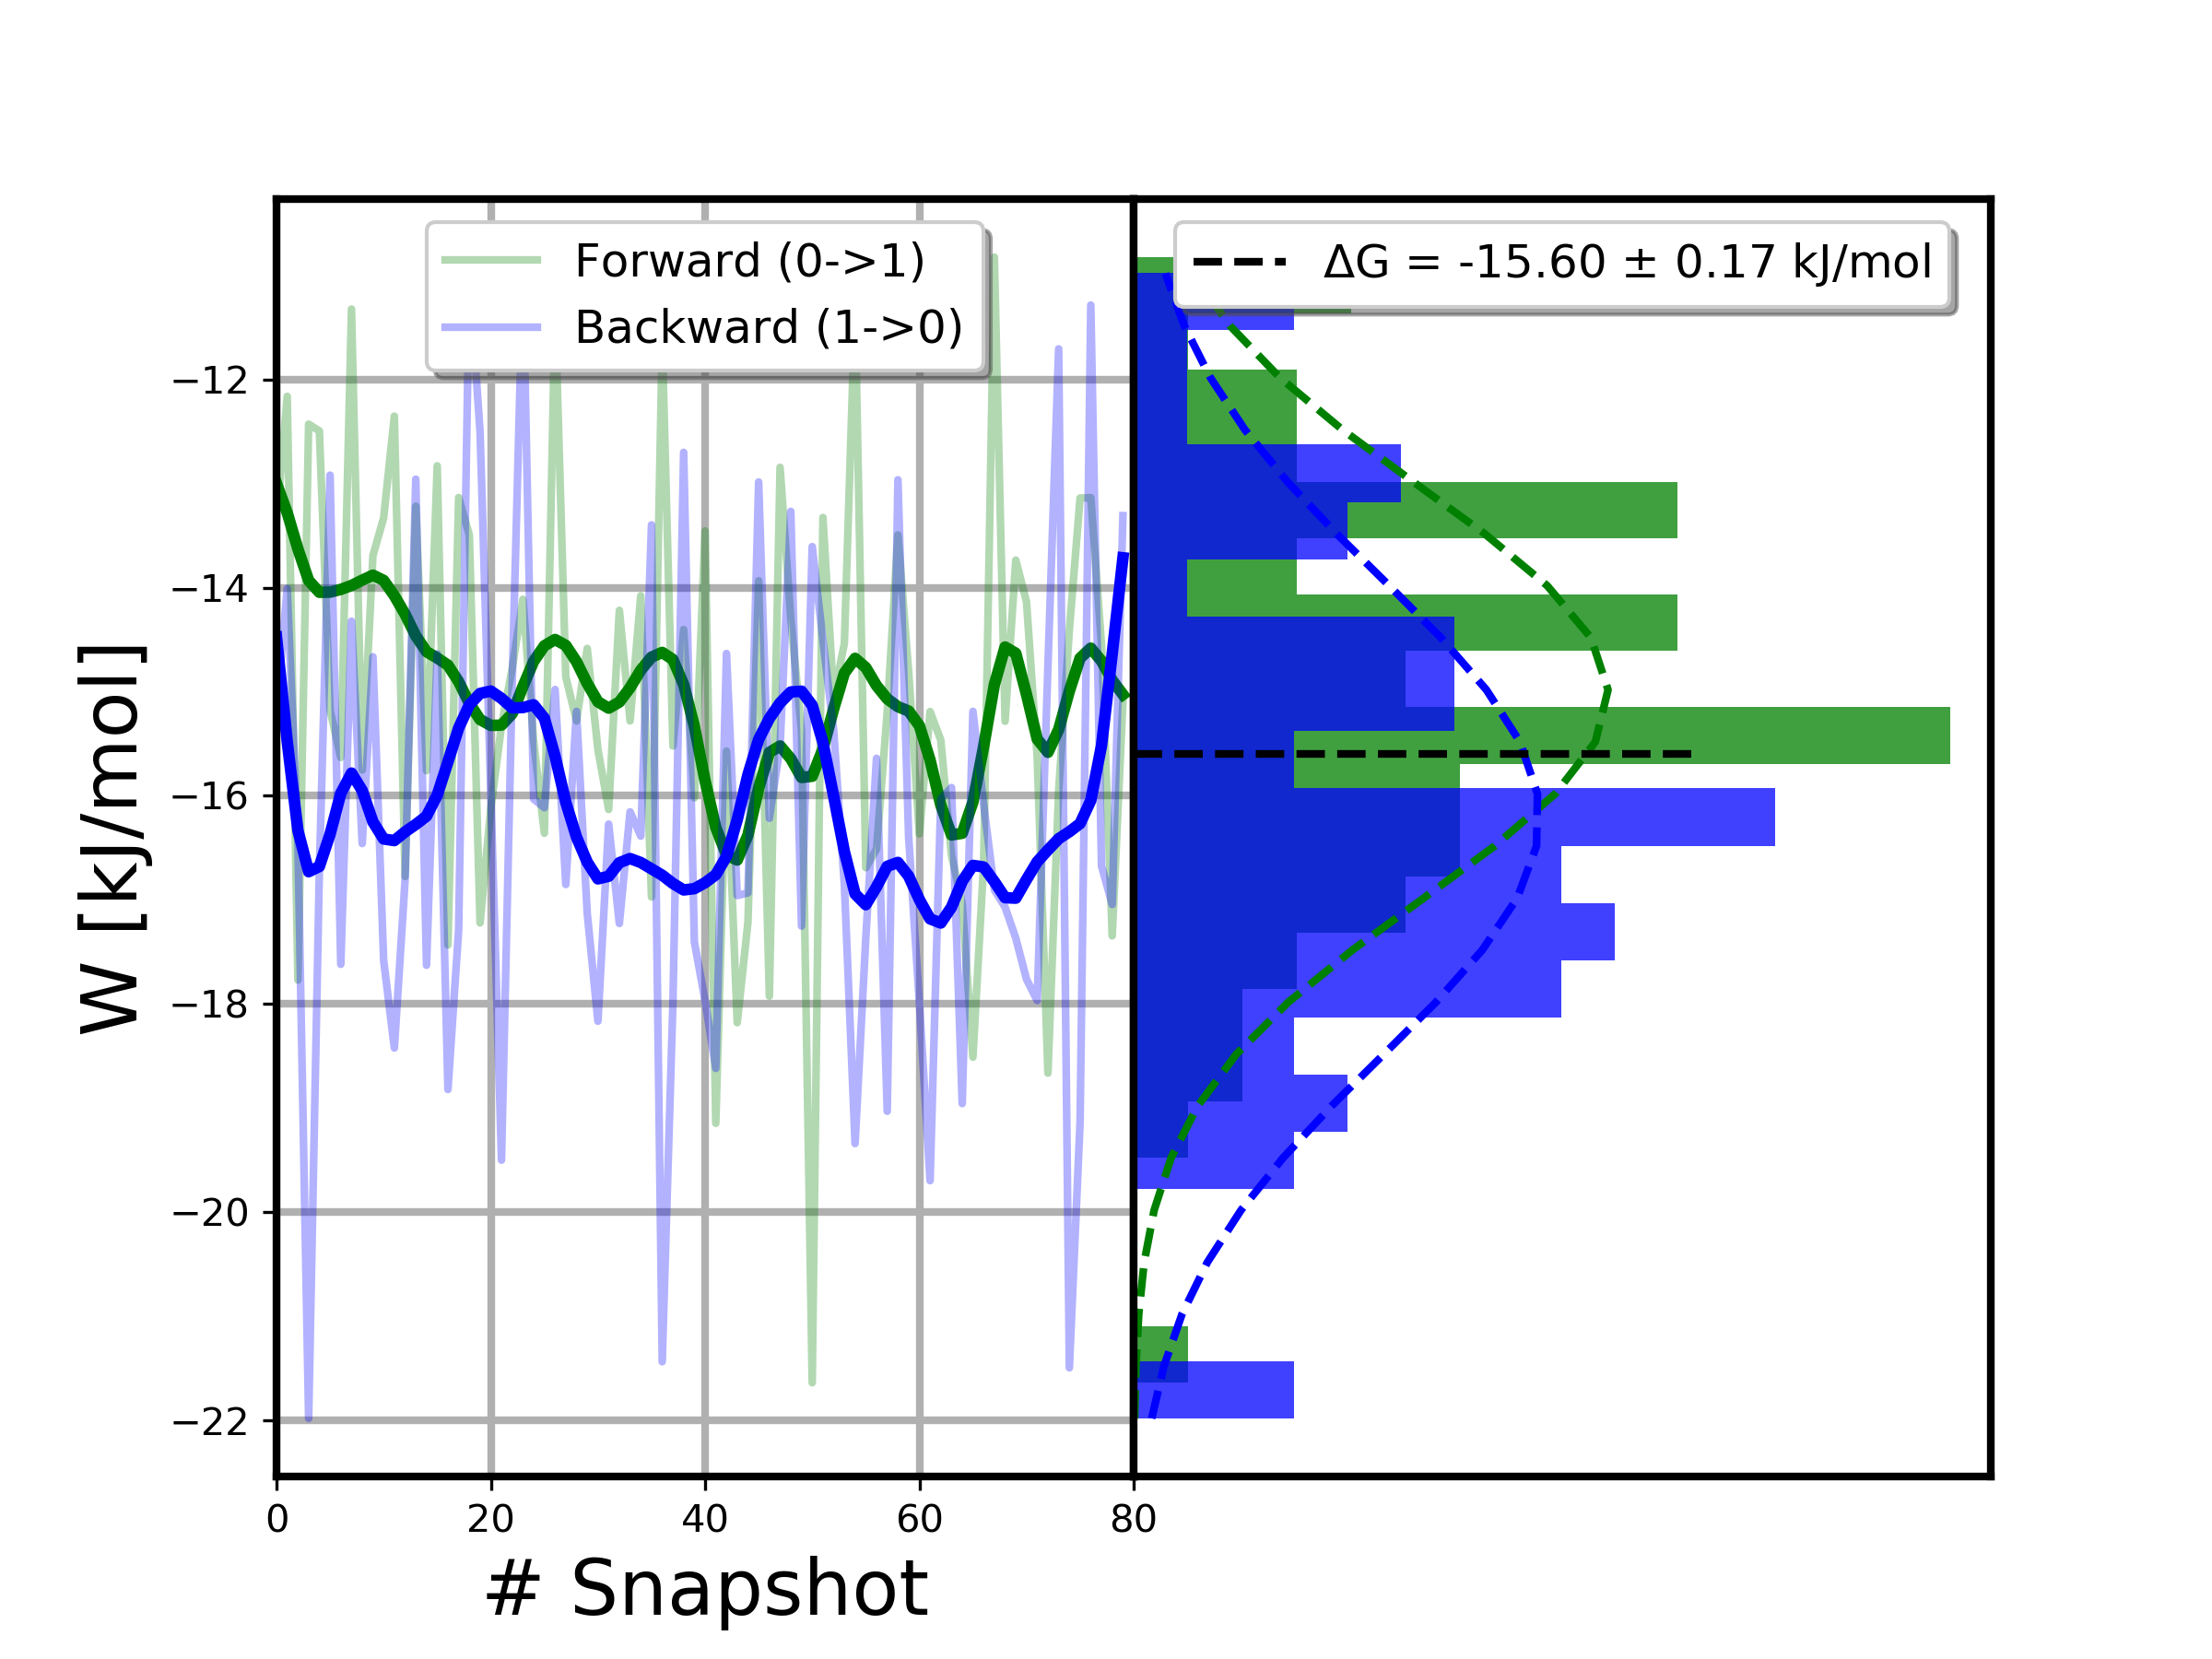 Forward (0->1)
Backward (1->0)
ΔG = -15.60 ± 0.17 kJ/mol
W [kJ/mol]
−12
−14
−16
−18
−20
−22
0 20 40 60 80
# Snapshot